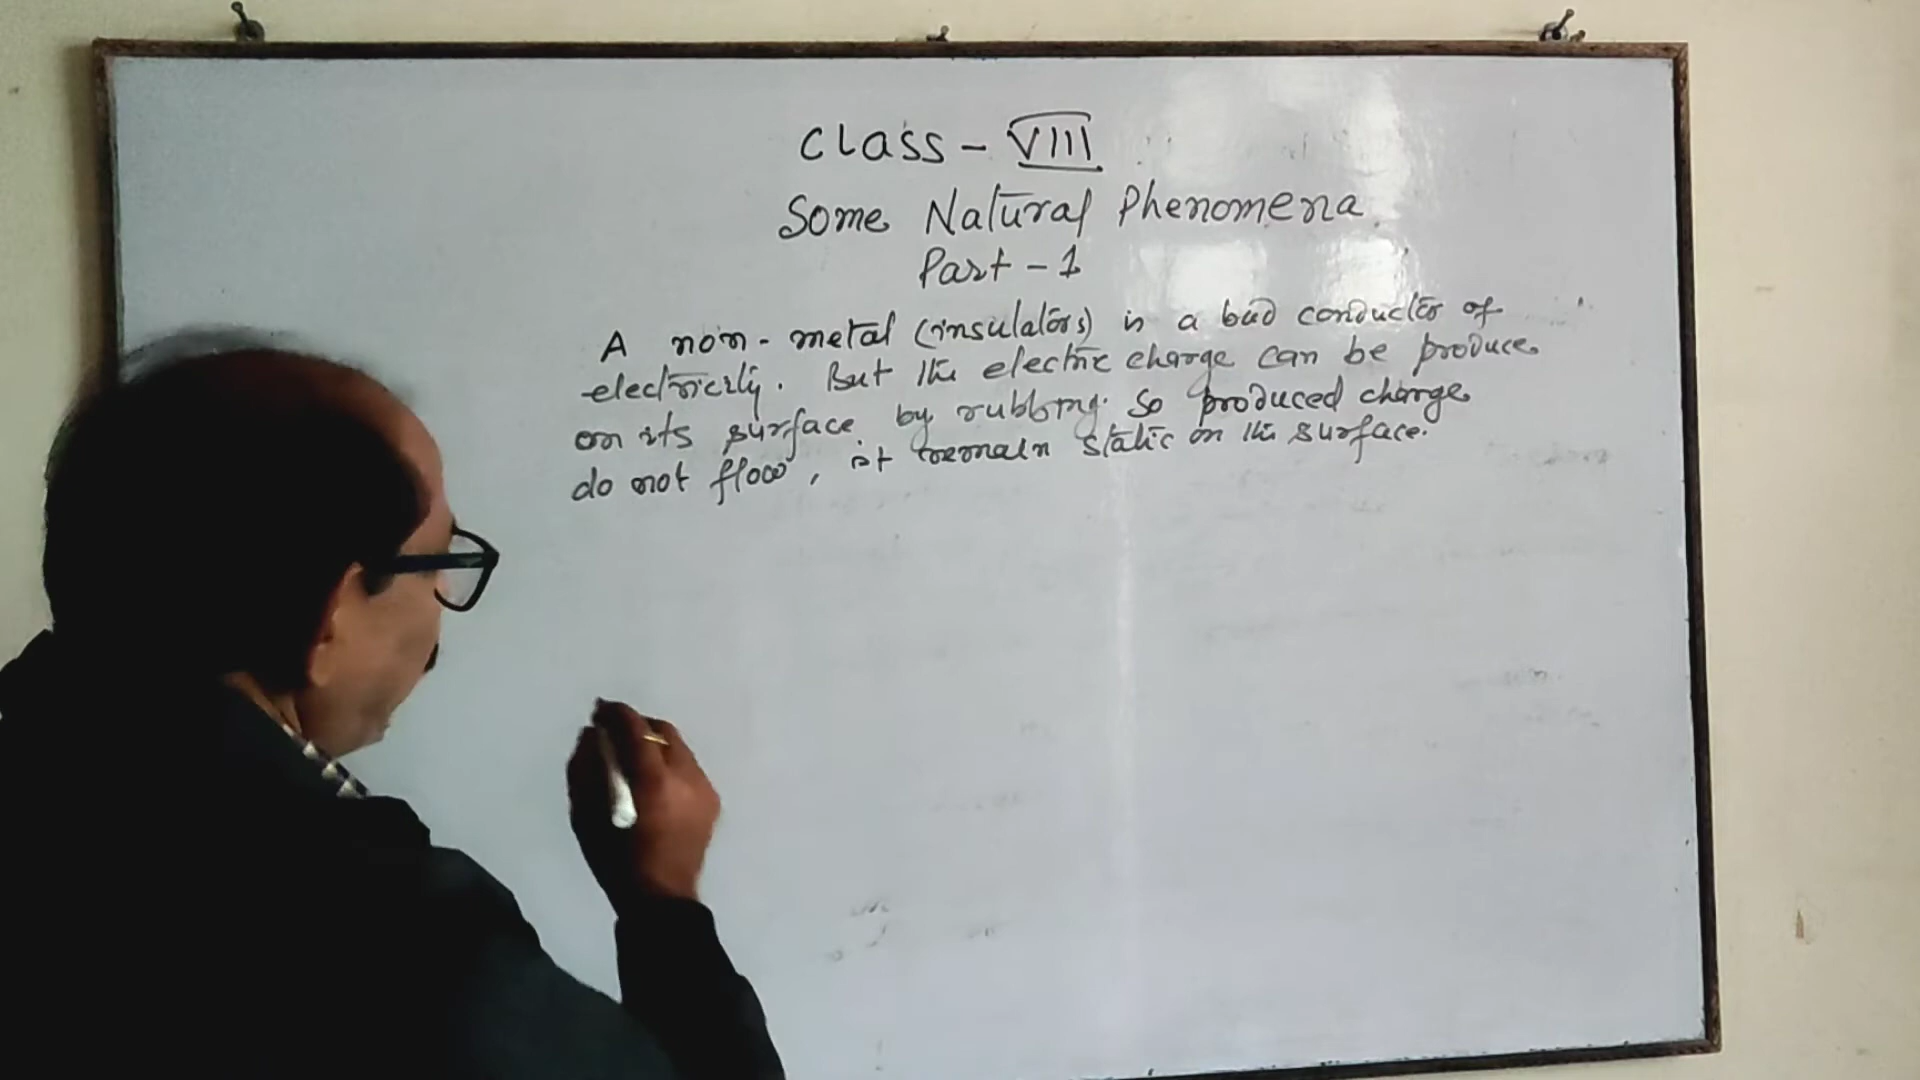 Class - VIII
Some Natural Phenomena
Part - 1
A non-metal (insulators) is a bad conductor of
electricity. But the electric charge can be produce
on its surface by rubbing. So produced charge
do not flow, it remain static on the surface.